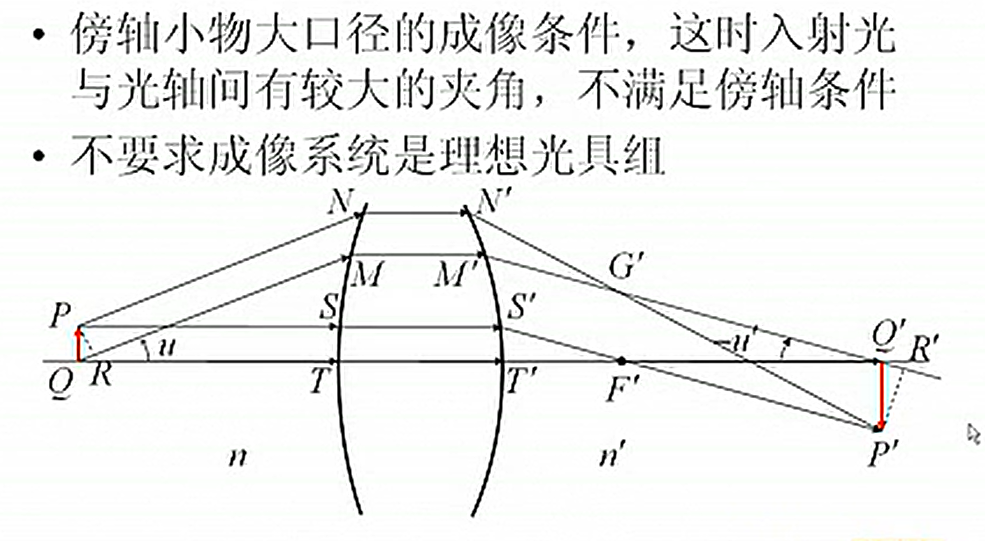 • 傍轴小物大口径的成像条件，这时入射光
与光轴间有较大的夹角，不满足傍轴条件
• 不要求成像系统是理想光具组
N N′
M M′ G′
P S S′
u -u′ Q′ R′
Q R T T′ F′
n n′ P′